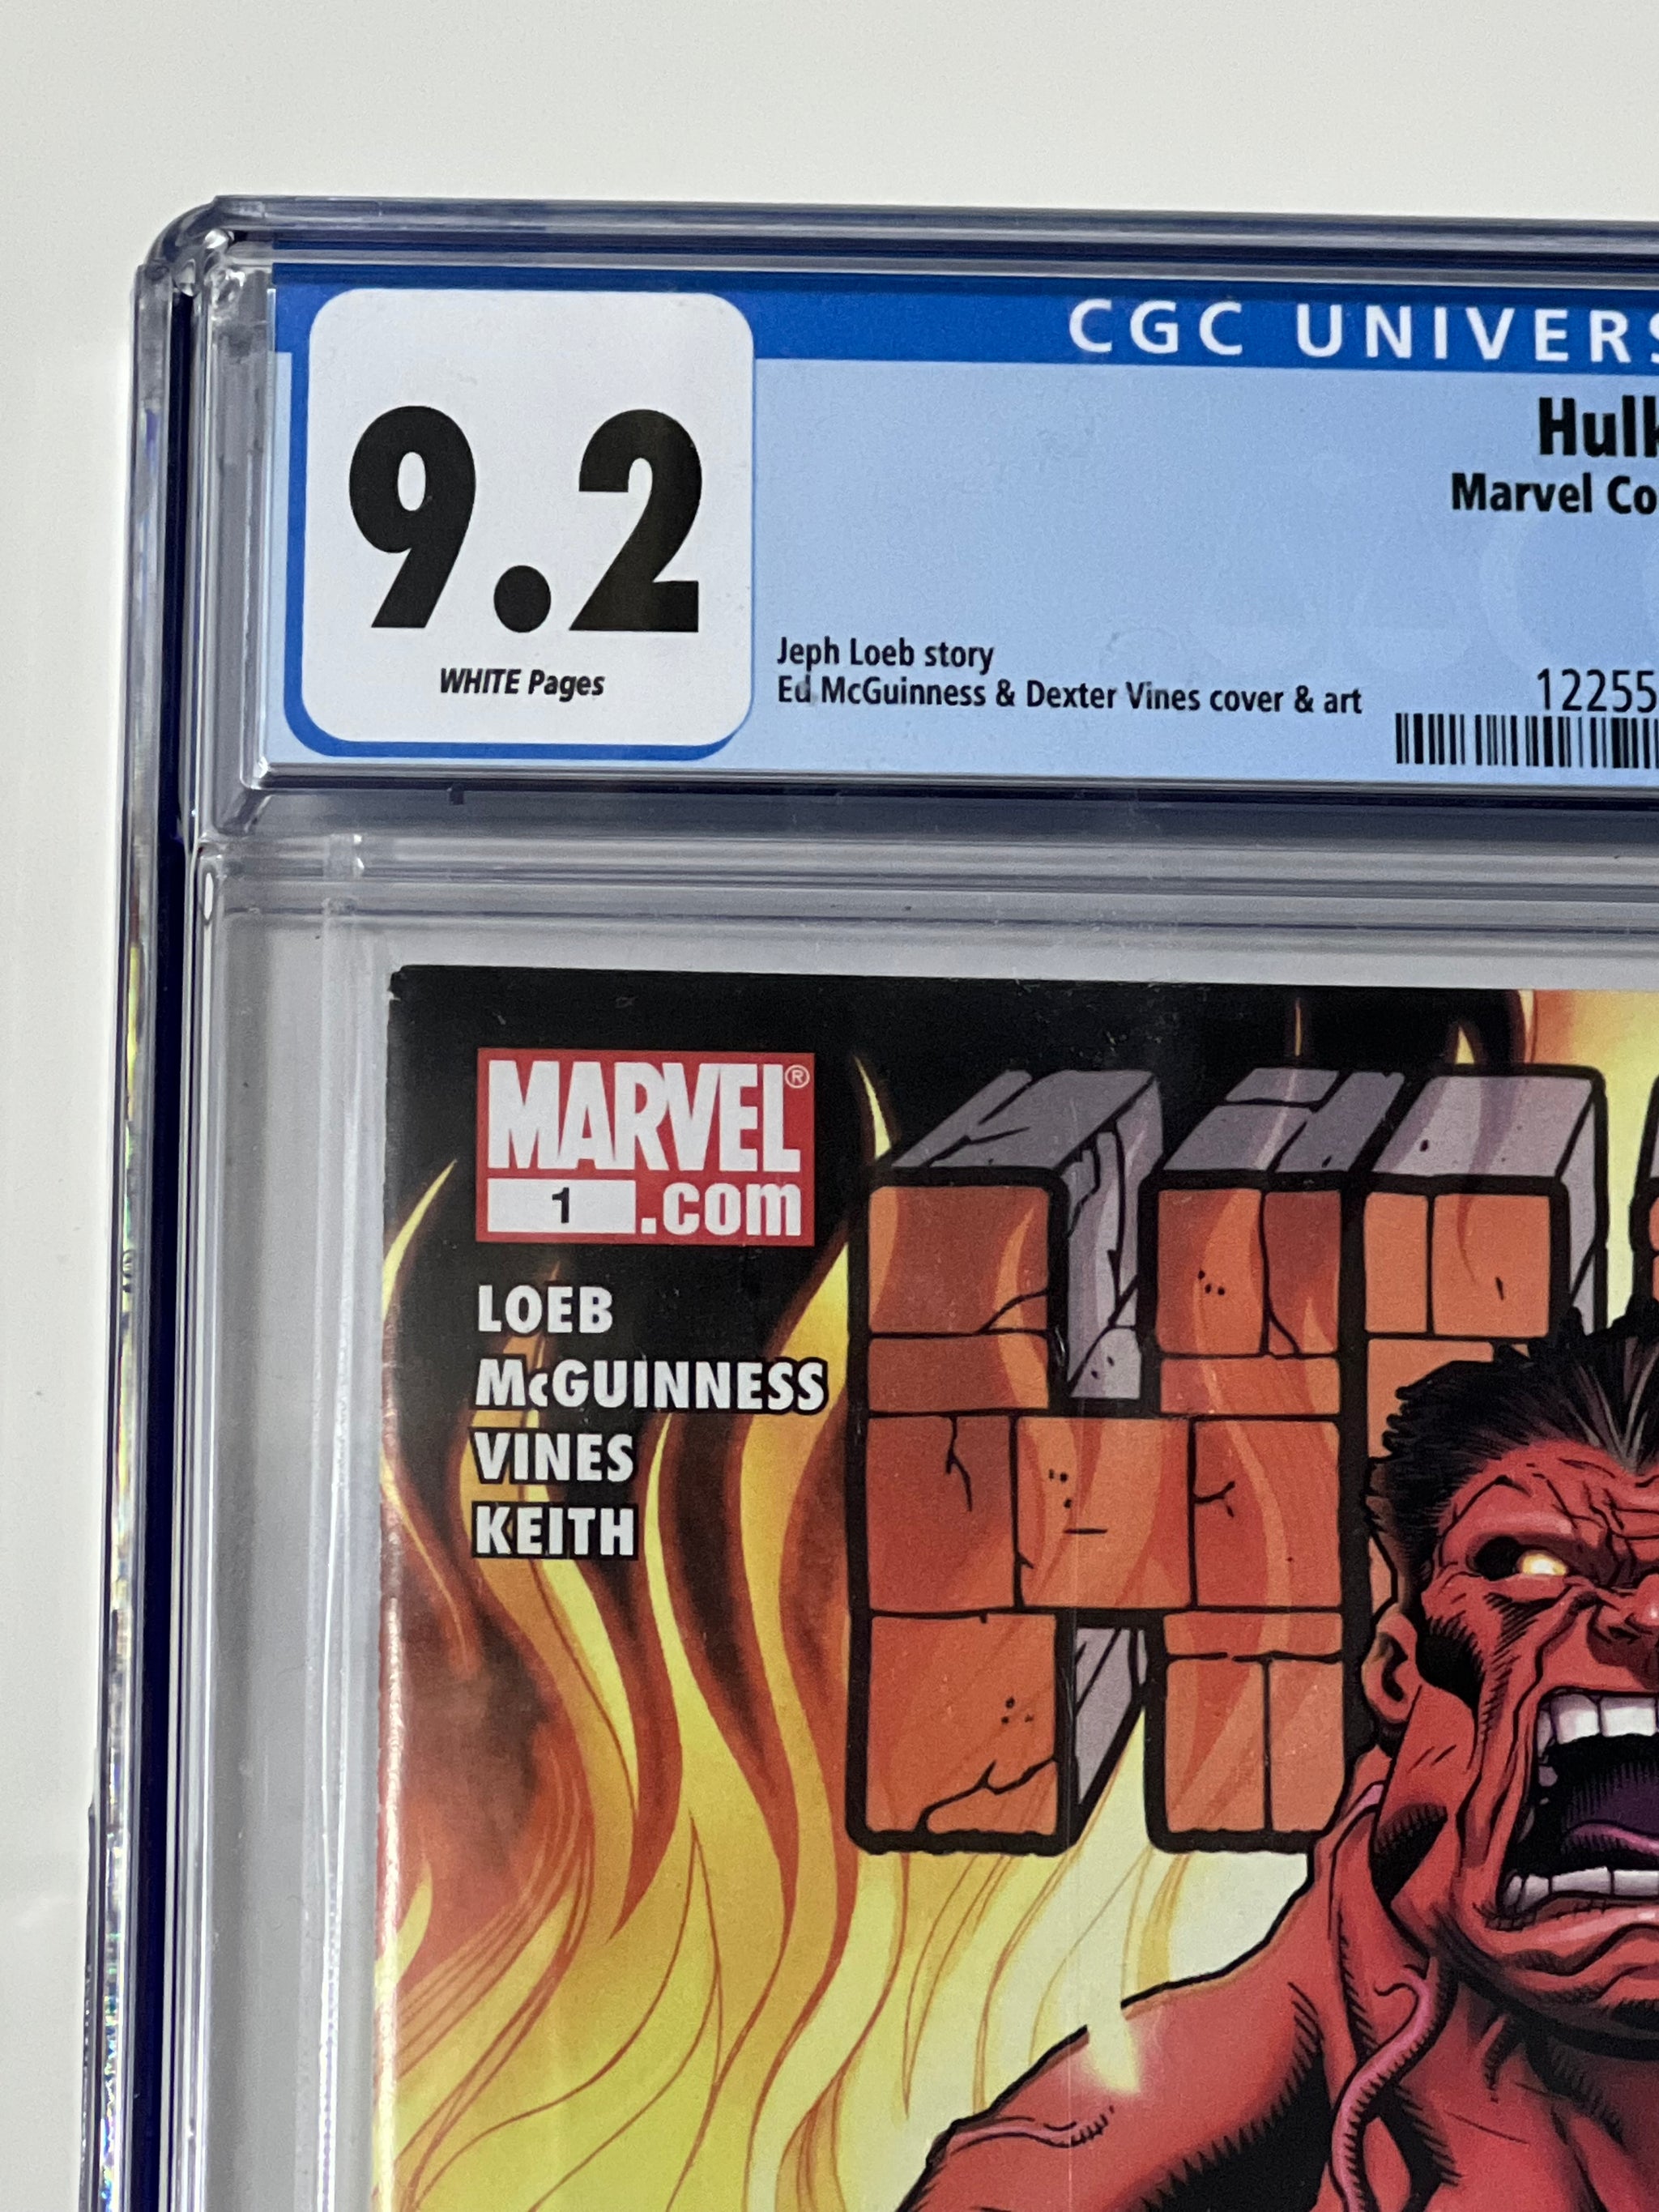 CGC UNIVERS
9.2
WHITE Pages
Hulk
Marvel Co
Jeph Loeb story
Ed McGuinness & Dexter Vines cover & art
12255
MARVEL®
1 .com
LOEB
McGUINNESS
VINES
KEITH
H